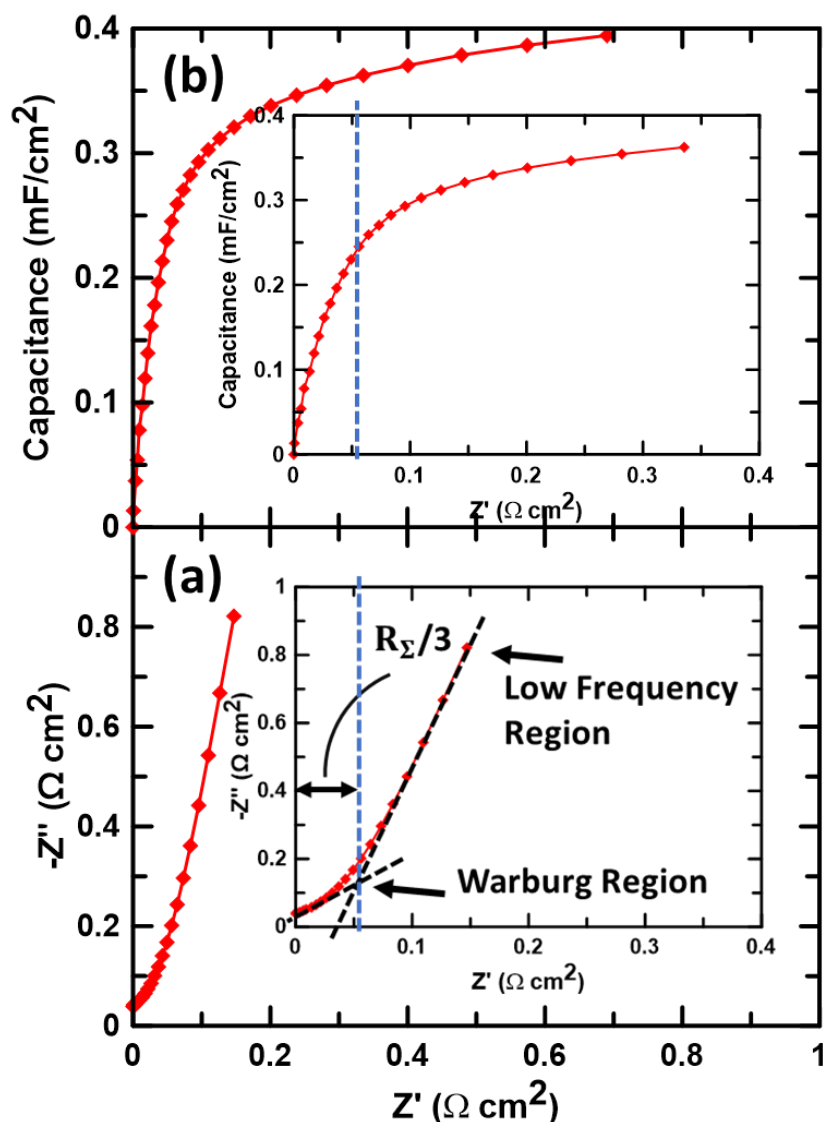 (b)
Capacitance (mF/cm²)
0.4
0.3
0.2
0.1
0
Capacitance (mF/cm²)
0.4
0.3
0.2
0.1
0
0
0.1
0.2
0.3
0.4
Z' (Ω cm²)
(a)
-Z'' (Ω cm²)
0.8
0.6
0.4
0.2
0
-Z'' (Ω cm²)
1
0.8
0.6
0.4
0.2
0
R_Σ/3
Low Frequency
Region
Warburg Region
0
0.1
0.2
0.3
0.4
Z' (Ω cm²)
0
0.2
0.4
0.6
0.8
1
Z' (Ω cm²)